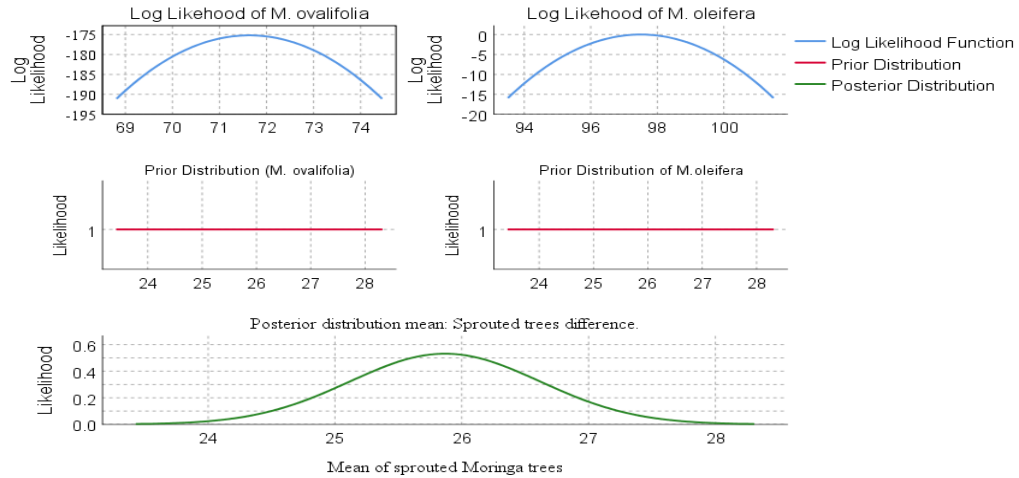 Log Likehood of M. ovalifolia
Log Likehood of M. oleifera
Log Likelihood
-175
-180
-185
-190
-195
69 70 71 72 73 74
Log Likelihood
0
-5
-10
-15
-20
94 96 98 100
Log Likelihood Function
Prior Distribution
Posterior Distribution
Prior Distribution (M. ovalifolia)
Prior Distribution of M.oleifera
Likelihood
1
24 25 26 27 28
Likelihood
1
24 25 26 27 28
Posterior distribution mean: Sprouted trees difference.
Likelihood
0.6
0.4
0.2
0.0
24 25 26 27 28
Mean of sprouted Moringa trees